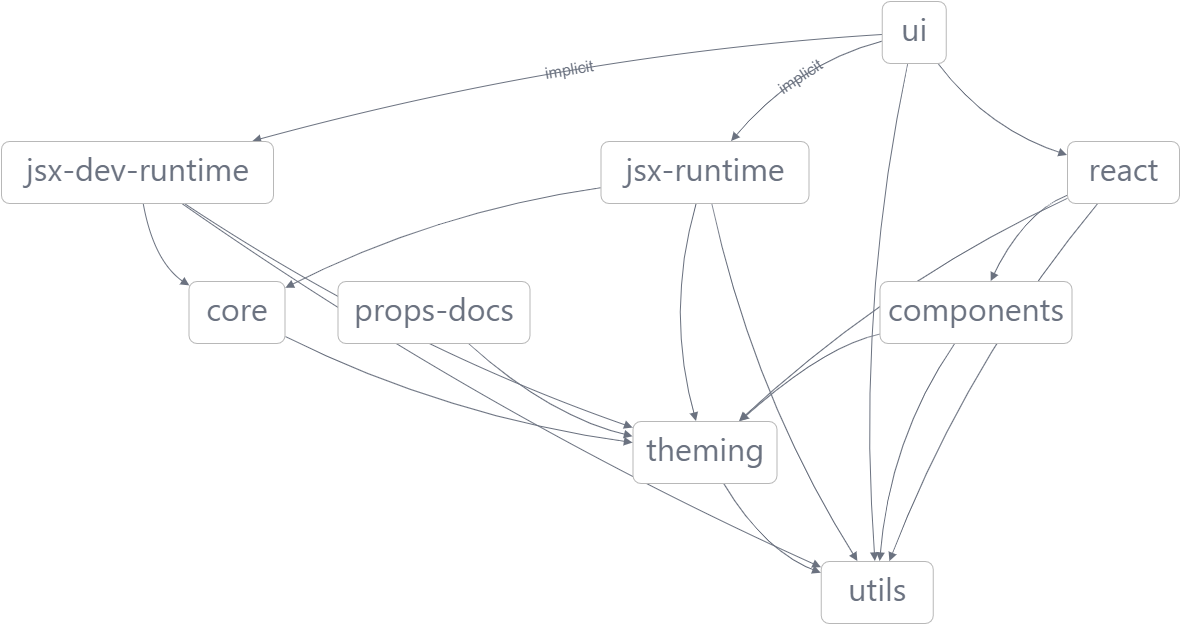 ui
implicit
implicit
jsx-dev-runtime
jsx-runtime
react
core
props-docs
components
theming
utils